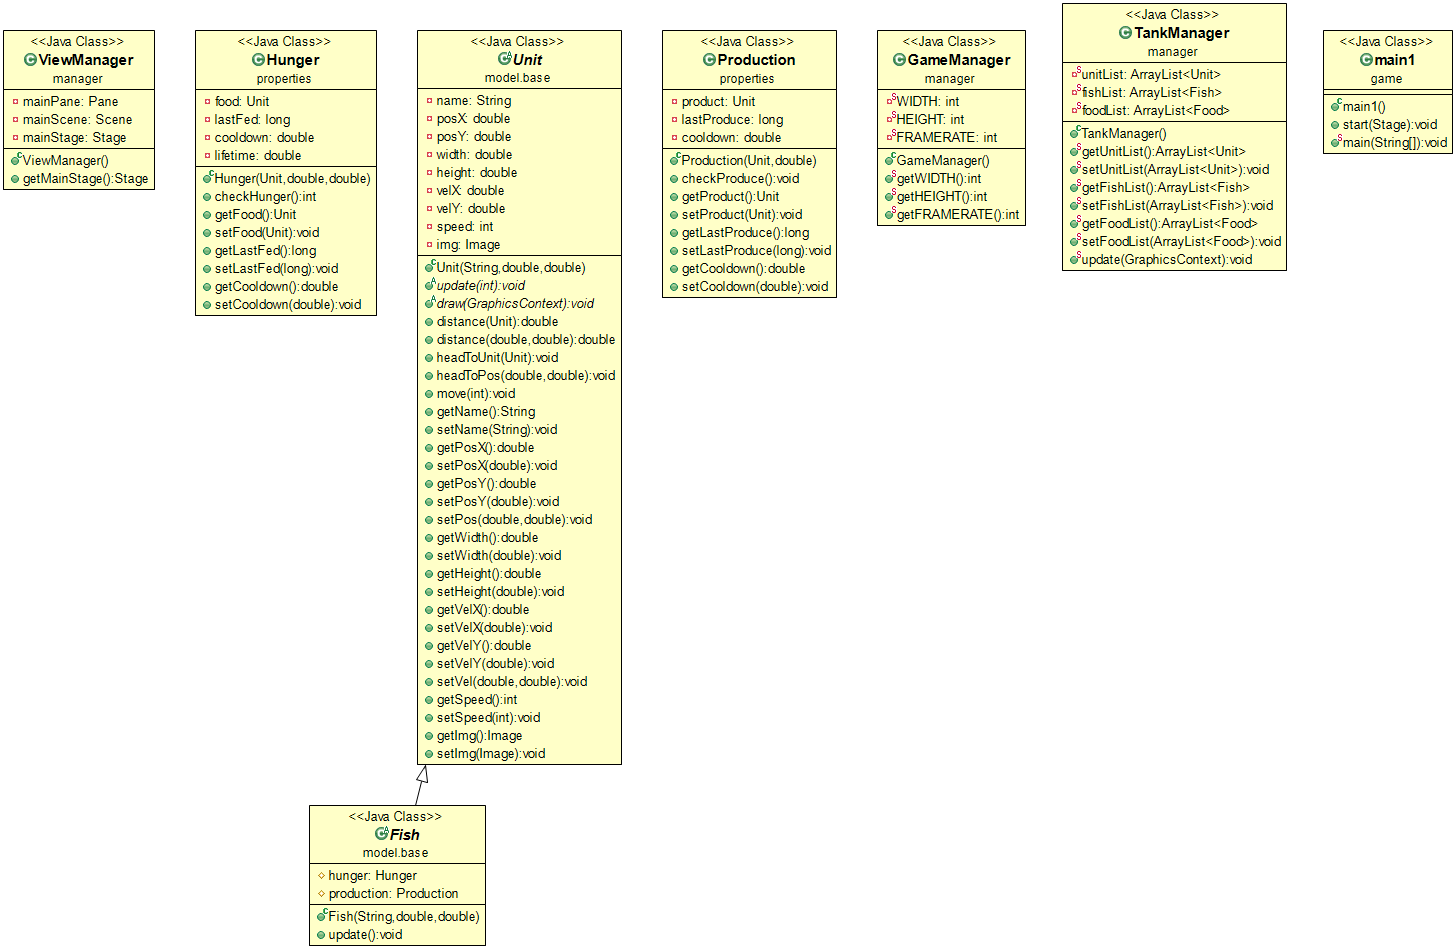 <<Java Class>>
ViewManager
manager
mainPane: Pane
mainScene: Scene
mainStage: Stage
ViewManager()
getMainStage():Stage
<<Java Class>>
Hunger
properties
food: Unit
lastFed: long
cooldown: double
lifetime: double
Hunger(Unit,double,double)
checkHunger():int
getFood():Unit
setFood(Unit):void
getLastFed():long
setLastFed(long):void
getCooldown():double
setCooldown(double):void
<<Java Class>>
Unit
model.base
name: String
posX: double
posY: double
width: double
height: double
velX: double
velY: double
speed: int
img: Image
Unit(String,double,double)
update(int):void
draw(GraphicsContext):void
distance(Unit):double
distance(double,double):double
headToUnit(Unit):void
headToPos(double,double):void
move(int):void
getName():String
setName(String):void
getPosX():double
setPosX(double):void
getPosY():double
setPosY(double):void
setPos(double,double):void
getWidth():double
setWidth(double):void
getHeight():double
setHeight(double):void
getVelX():double
setVelX(double):void
getVelY():double
setVelY(double):void
setVel(double,double):void
getSpeed():int
setSpeed(int):void
getImg():Image
setImg(Image):void
<<Java Class>>
Production
properties
product: Unit
lastProduce: long
cooldown: double
Production(Unit,double)
checkProduce():void
getProduct():Unit
setProduct(Unit):void
getLastProduce():long
setLastProduce(long):void
getCooldown():double
setCooldown(double):void
<<Java Class>>
GameManager
manager
WIDTH: int
HEIGHT: int
FRAMERATE: int
GameManager()
getWIDTH():int
getHEIGHT():int
getFRAMERATE():int
<<Java Class>>
TankManager
manager
unitList: ArrayList<Unit>
fishList: ArrayList<Fish>
foodList: ArrayList<Food>
TankManager()
getUnitList():ArrayList<Unit>
setUnitList(ArrayList<Unit>):void
getFishList():ArrayList<Fish>
setFishList(ArrayList<Fish>):void
getFoodList():ArrayList<Food>
setFoodList(ArrayList<Food>):void
update(GraphicsContext):void
<<Java Class>>
main1
game
main1()
start(Stage):void
main(String[]):void
<<Java Class>>
Fish
model.base
hunger: Hunger
production: Production
Fish(String,double,double)
update():void